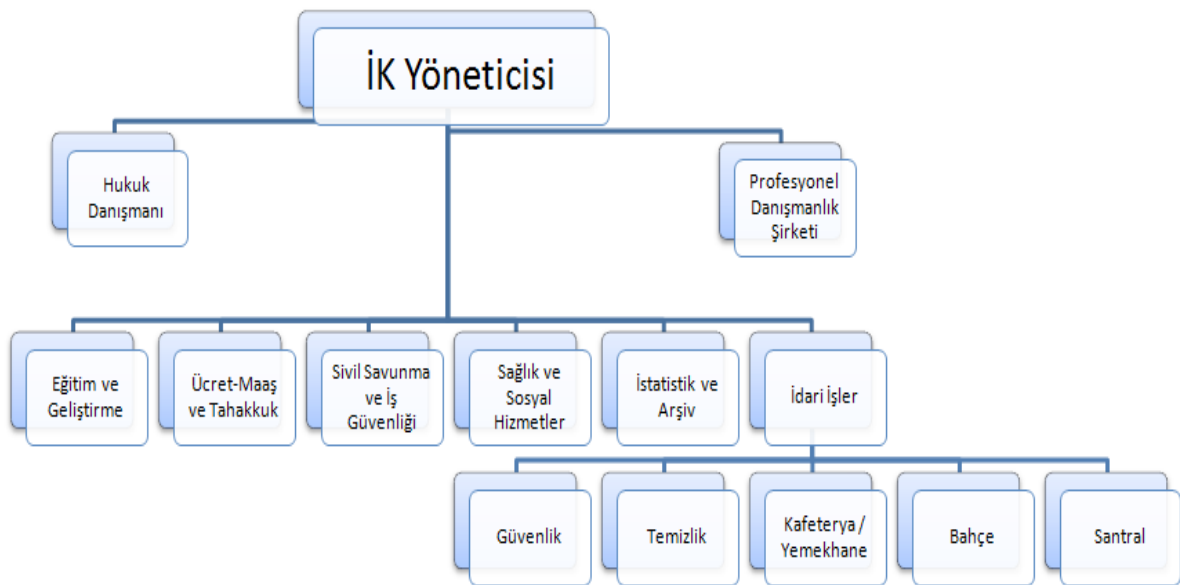 İK Yöneticisi
Hukuk
Danışmanı
Profesyonel
Danışmanlık
Şirketi
Eğitim ve
Geliştirme
Ücret-Maaş
ve Tahakkuk
Sivil Savunma
ve İş
Güvenliği
Sağlık ve
Sosyal
Hizmetler
İstatistik ve
Arşiv
İdari İşler
Güvenlik
Temizlik
Kafeterya /
Yemekhane
Bahçe
Santral